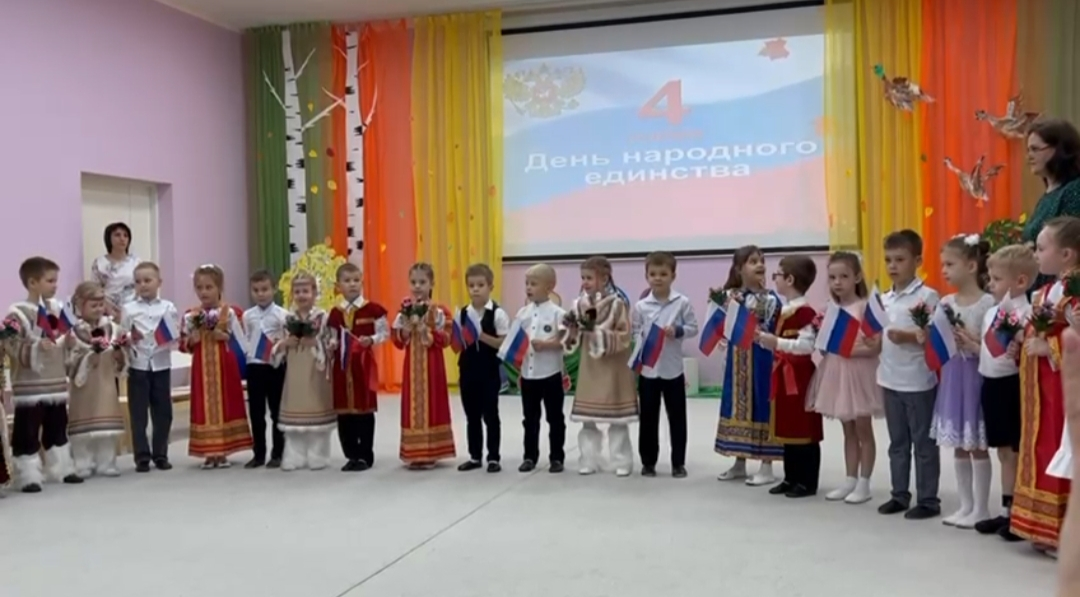 4
День народного
единства